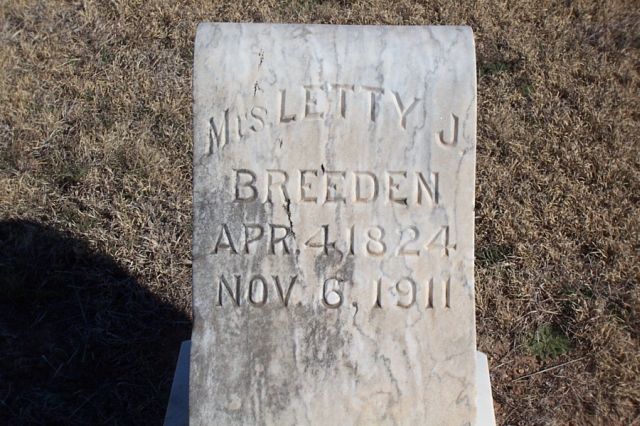 Mrs LETTY J
BREEDEN
APR. 4, 1824
NOV. 6, 1911